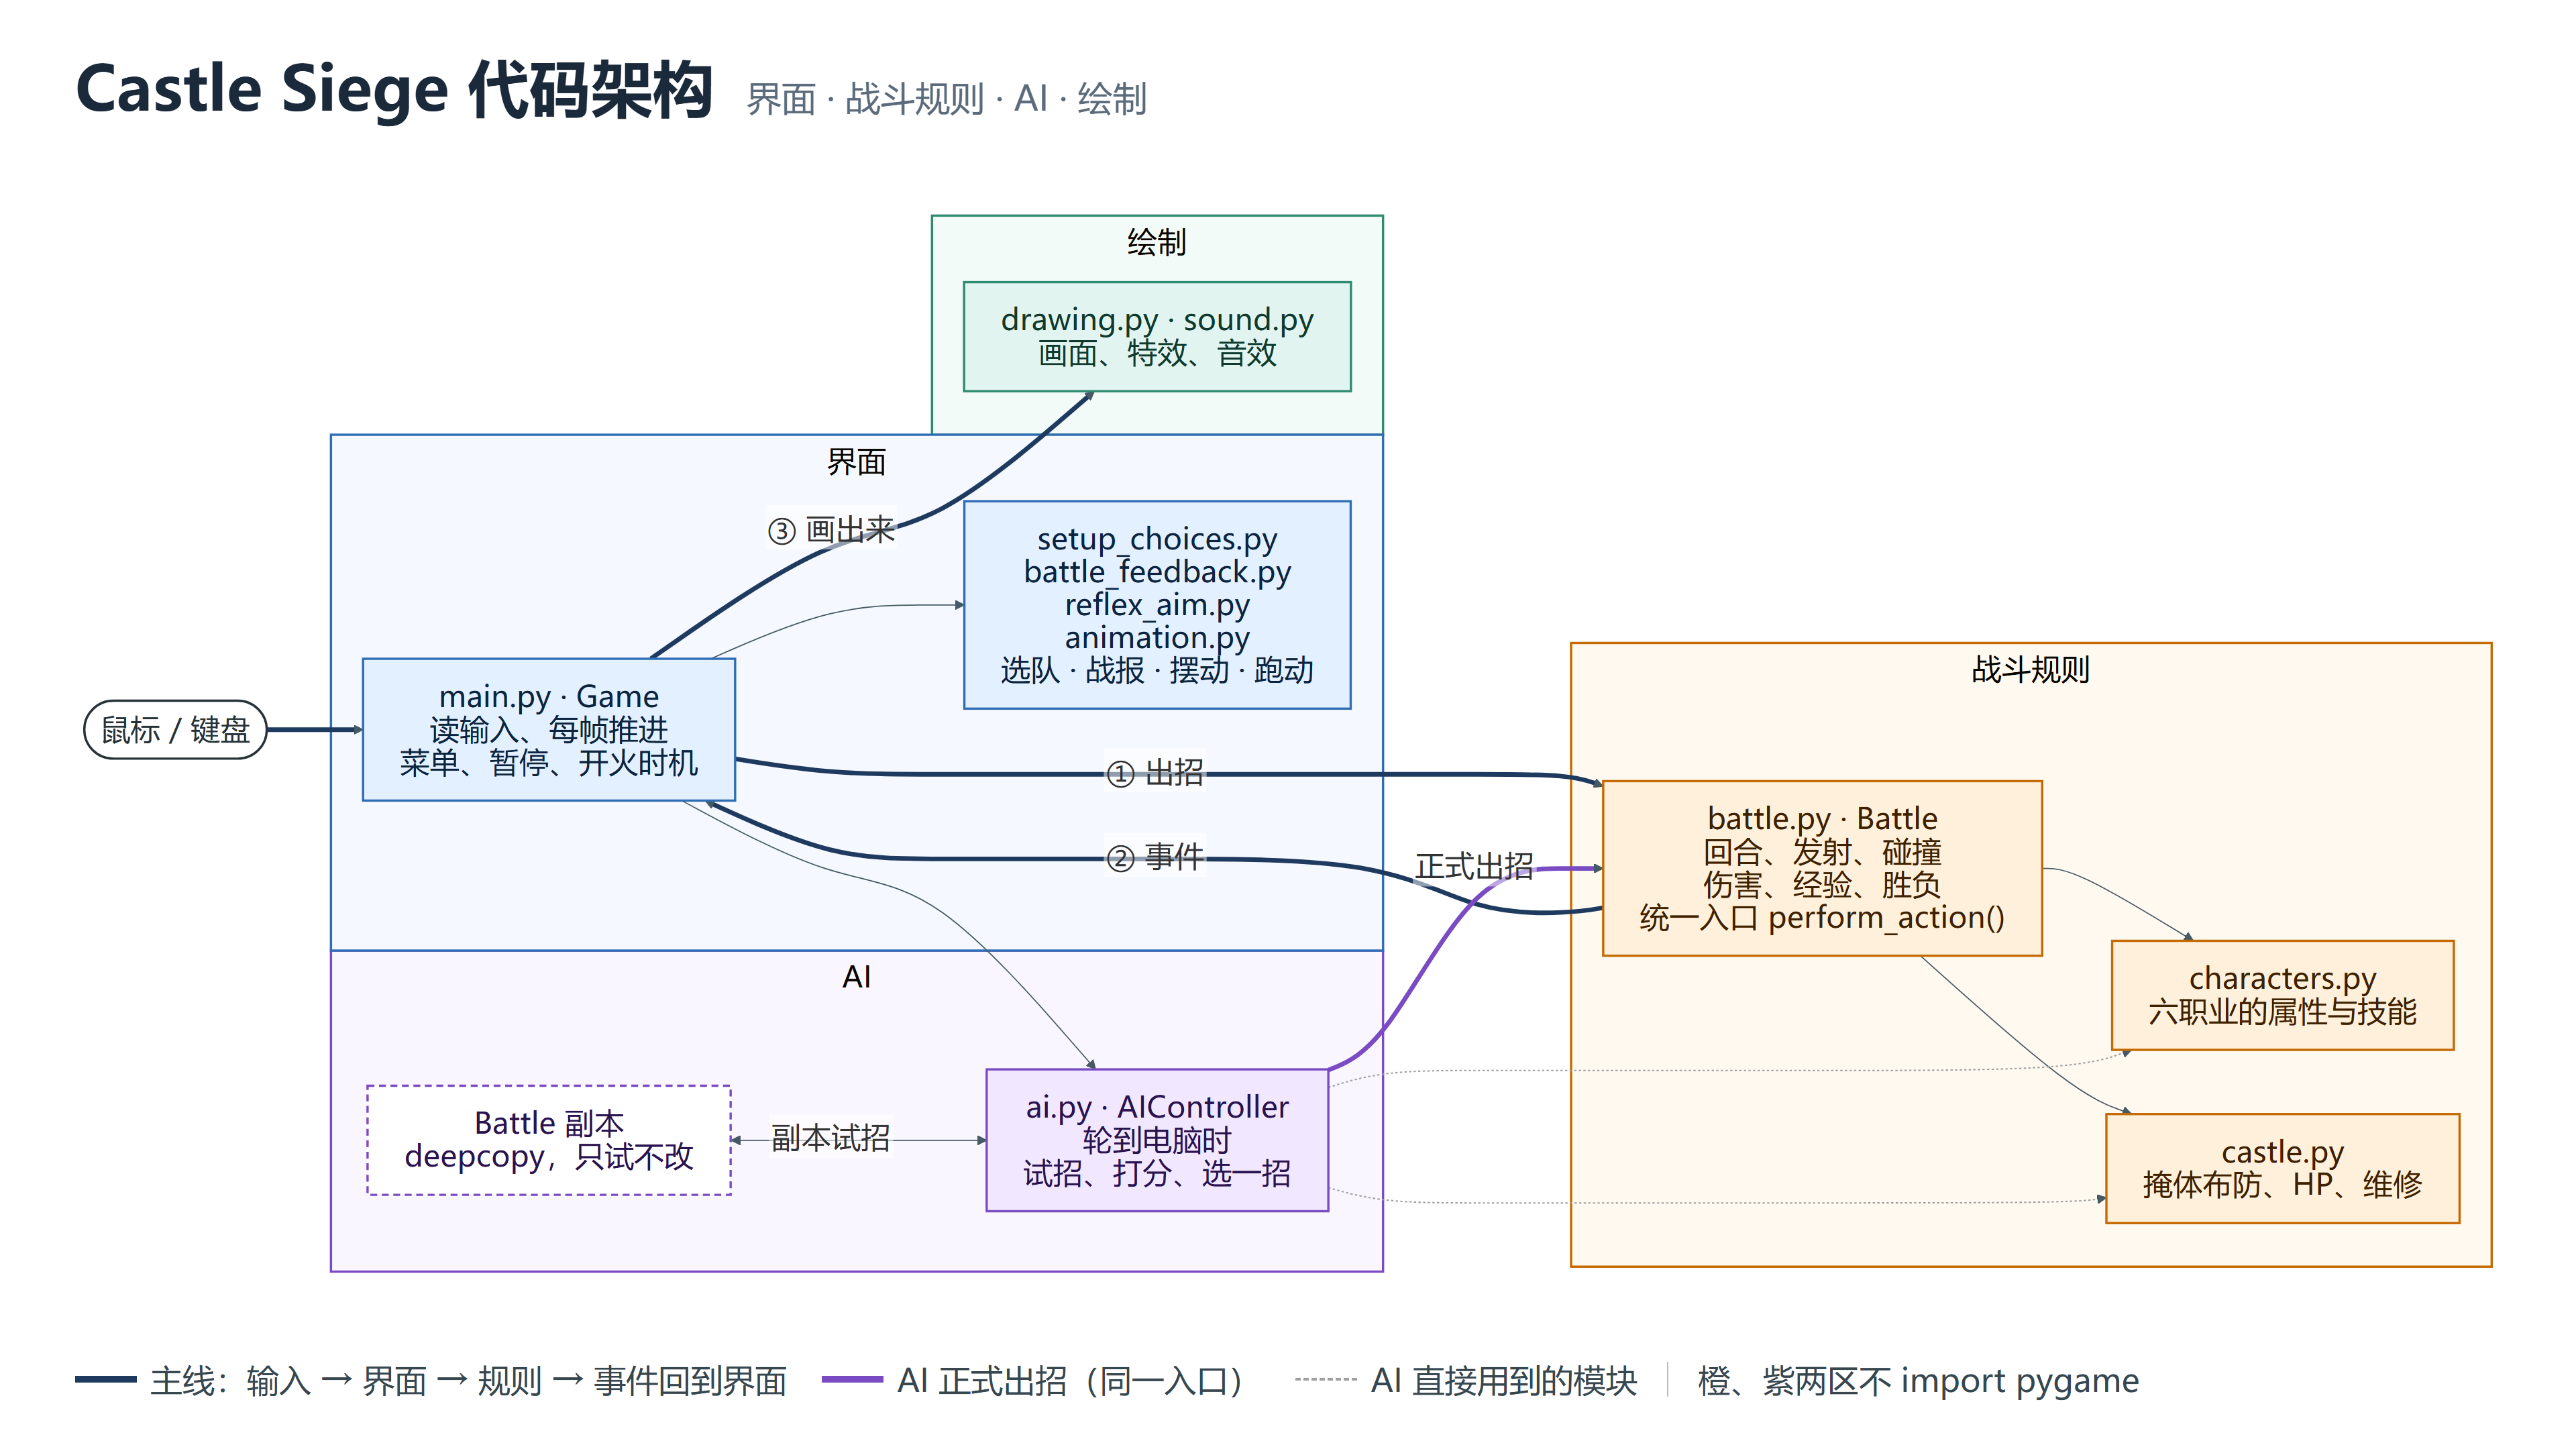 Castle Siege 代码架构
界面 · 战斗规则 · AI · 绘制
绘制
drawing.py · sound.py
画面、特效、音效
界面
③ 画出来
setup_choices.py
battle_feedback.py
reflex_aim.py
animation.py
选队 · 战报 · 摆动 · 跑动
main.py · Game
读输入、每帧推进
菜单、暂停、开火时机
鼠标 / 键盘
① 出招
② 事件
正式出招
战斗规则
battle.py · Battle
回合、发射、碰撞
伤害、经验、胜负
统一入口 perform_action()
characters.py
六职业的属性与技能
castle.py
掩体布防、HP、维修
AI
Battle 副本
deepcopy，只试不改
副本试招
ai.py · AIController
轮到电脑时
试招、打分、选一招
主线：输入 → 界面 → 规则 → 事件回到界面
AI 正式出招（同一入口）
AI 直接用到的模块
橙、紫两区不 import pygame